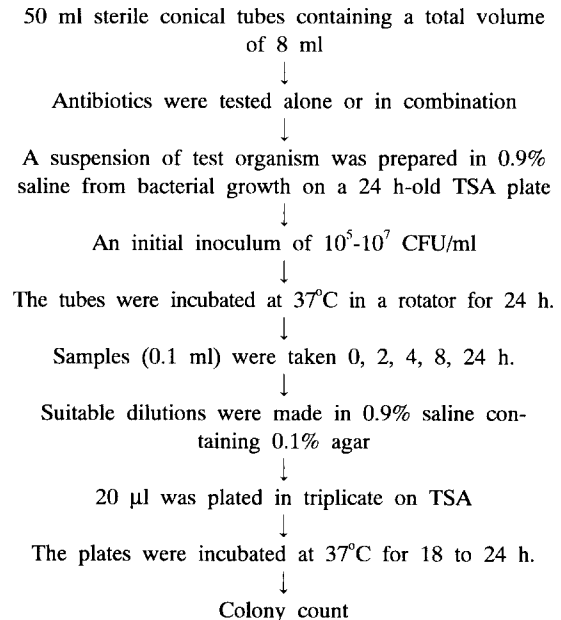 50 ml sterile conical tubes containing a total volume
of 8 ml
↓
Antibiotics were tested alone or in combination
↓
A suspension of test organism was prepared in 0.9%
saline from bacterial growth on a 24 h-old TSA plate
↓
An initial inoculum of 10⁵-10⁷ CFU/ml
↓
The tubes were incubated at 37°C in a rotator for 24 h.
↓
Samples (0.1 ml) were taken 0, 2, 4, 8, 24 h.
↓
Suitable dilutions were made in 0.9% saline con-
taining 0.1% agar
↓
20 µl was plated in triplicate on TSA
↓
The plates were incubated at 37°C for 18 to 24 h.
↓
Colony count